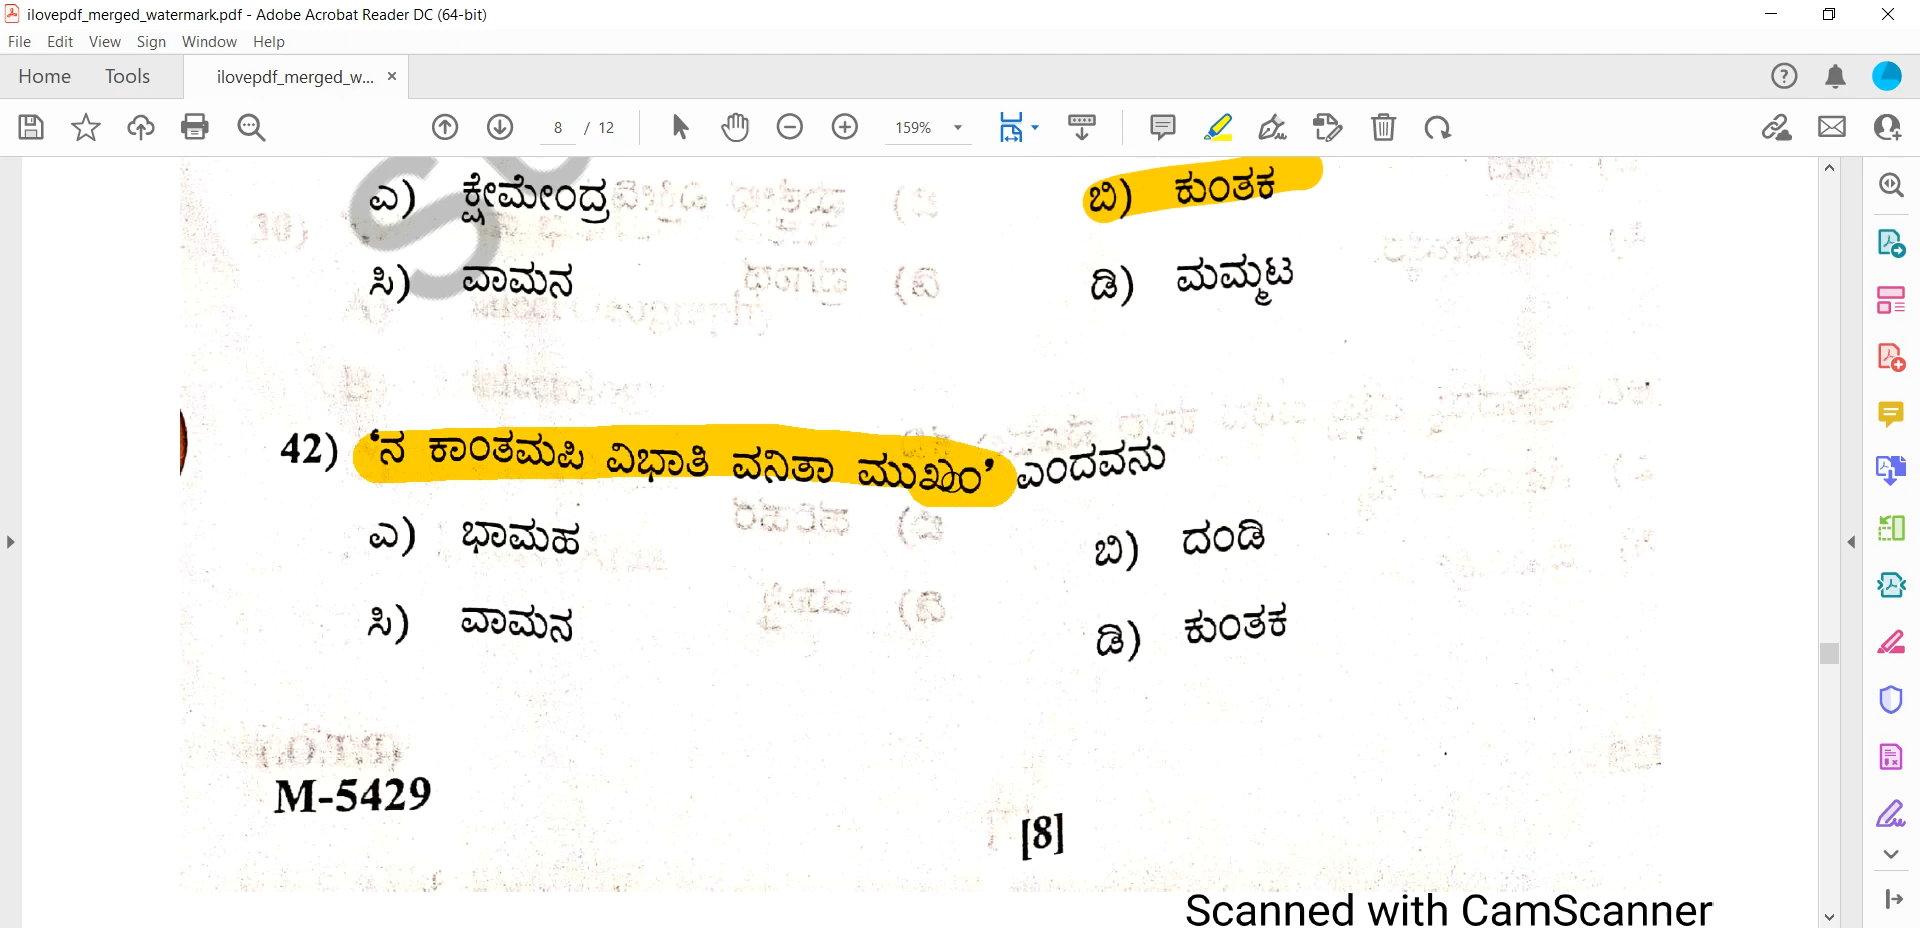 ilovepdf_merged_watermark.pdf - Adobe Acrobat Reader DC (64-bit)
File Edit View Sign Window Help
Home Tools ilovepdf_merged_w... ×
8 / 12 159%
ಎ) ಕ್ಷೇಮೇಂದ್ರ ಬಿ) ಕುಂತಕ
ಸಿ) ವಾಮನ ಡಿ) ಮಮ್ಮಟ
42) ‘ನ ಕಾಂತಮಪಿ ವಿಭಾತಿ ವನಿತಾ ಮುಖಂ’ ಎಂದವನು
ಎ) ಭಾಮಹ ಬಿ) ದಂಡಿ
ಸಿ) ವಾಮನ ಡಿ) ಕುಂತಕ
M-5429
[8]
Scanned with CamScanner